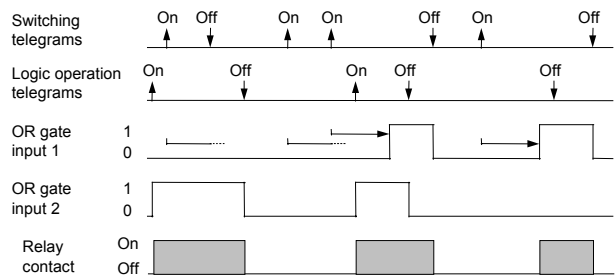 Switching telegrams
On Off On On Off On Off
Logic operation telegrams
On Off On Off Off
OR gate input 1
1
0
OR gate input 2
1
0
Relay contact
On
Off